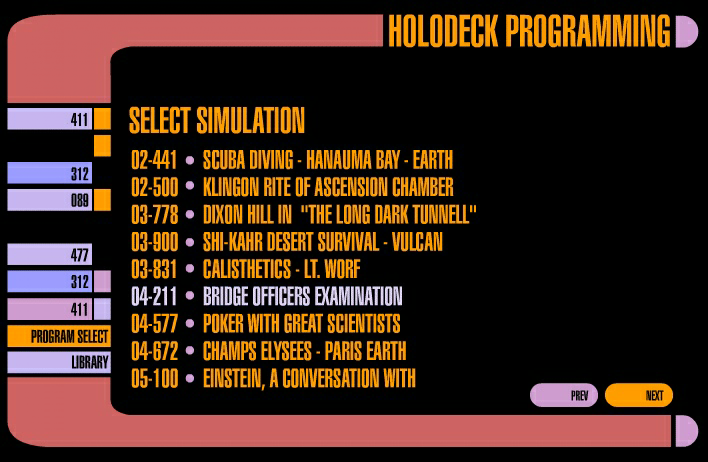 HOLODECK PROGRAMMING
SELECT SIMULATION
411
312
089
477
312
411
PROGRAM SELECT
LIBRARY
02-441 • SCUBA DIVING - HANAUMA BAY - EARTH
02-500 • KLINGON RITE OF ASCENSION CHAMBER
03-778 • DIXON HILL IN "THE LONG DARK TUNNELL"
03-900 • SHI-KAHR DESERT SURVIVAL - VULCAN
03-831 • CALISTHETICS - LT. WORF
04-211 • BRIDGE OFFICERS EXAMINATION
04-577 • POKER WITH GREAT SCIENTISTS
04-672 • CHAMPS ELYSEES - PARIS EARTH
05-100 • EINSTEIN, A CONVERSATION WITH
PREV
NEXT